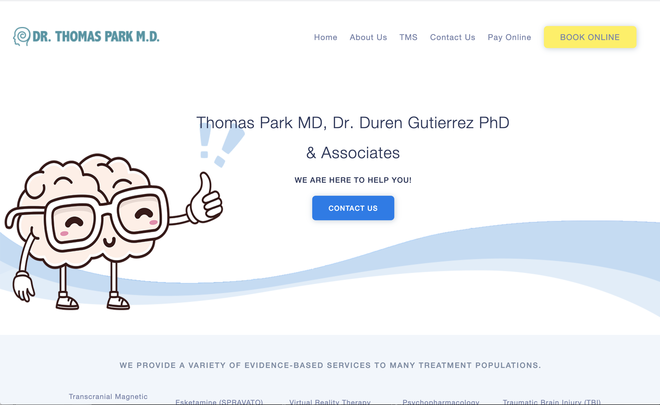 DR. THOMAS PARK M.D.
Home About Us TMS Contact Us Pay Online BOOK ONLINE
Thomas Park MD, Dr. Duren Gutierrez PhD
& Associates
WE ARE HERE TO HELP YOU!
CONTACT US
WE PROVIDE A VARIETY OF EVIDENCE-BASED SERVICES TO MANY TREATMENT POPULATIONS.
Transcranial Magnetic
Esketamine (SPRAVATO) Virtual Reality Therapy Psychopharmacology Traumatic Brain Injury (TBI)